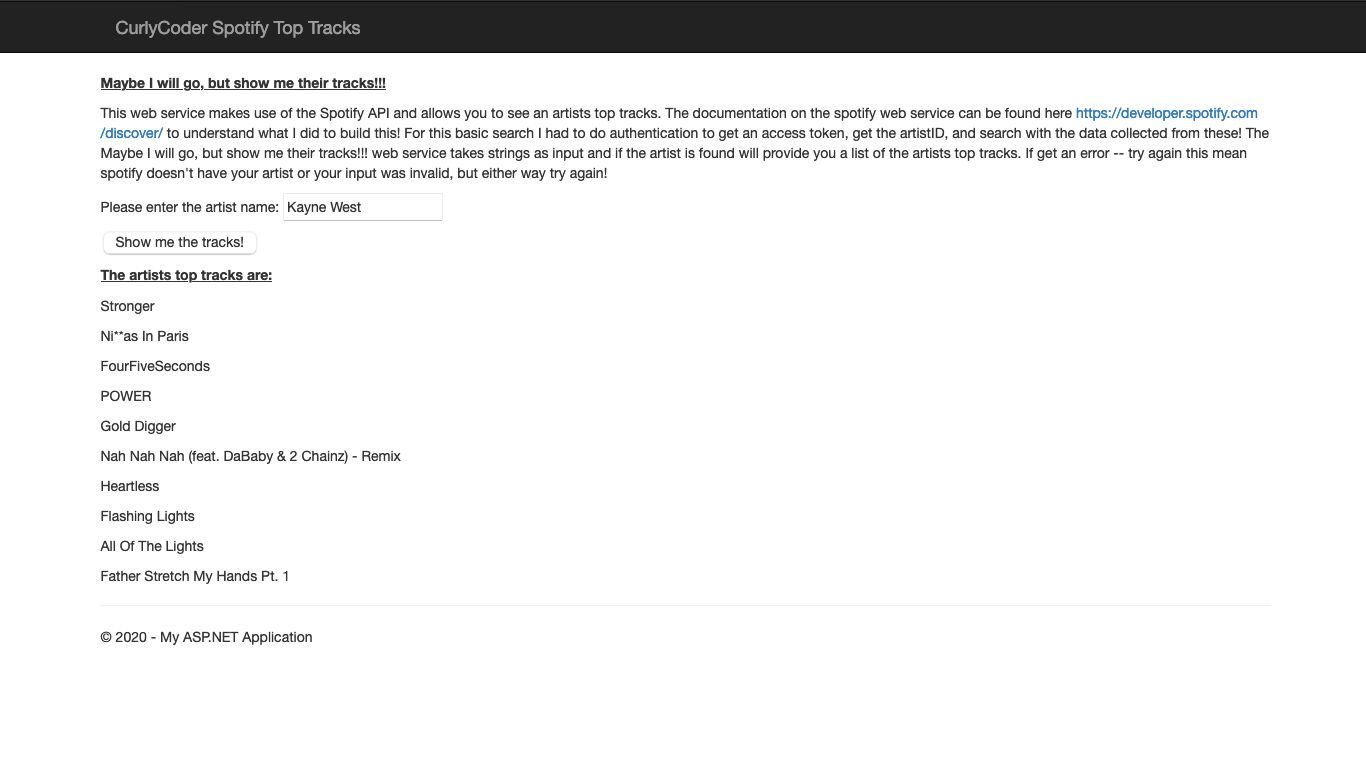 CurlyCoder Spotify Top Tracks
Maybe I will go, but show me their tracks!!!
This web service makes use of the Spotify API and allows you to see an artists top tracks. The documentation on the spotify web service can be found here https://developer.spotify.com
/discover/ to understand what I did to build this! For this basic search I had to do authentication to get an access token, get the artistID, and search with the data collected from these! The
Maybe I will go, but show me their tracks!!! web service takes strings as input and if the artist is found will provide you a list of the artists top tracks. If get an error -- try again this mean
spotify doesn't have your artist or your input was invalid, but either way try again!
Please enter the artist name: Kayne West
Show me the tracks!
The artists top tracks are:
Stronger
Ni**as In Paris
FourFiveSeconds
POWER
Gold Digger
Nah Nah Nah (feat. DaBaby & 2 Chainz) - Remix
Heartless
Flashing Lights
All Of The Lights
Father Stretch My Hands Pt. 1
© 2020 - My ASP.NET Application